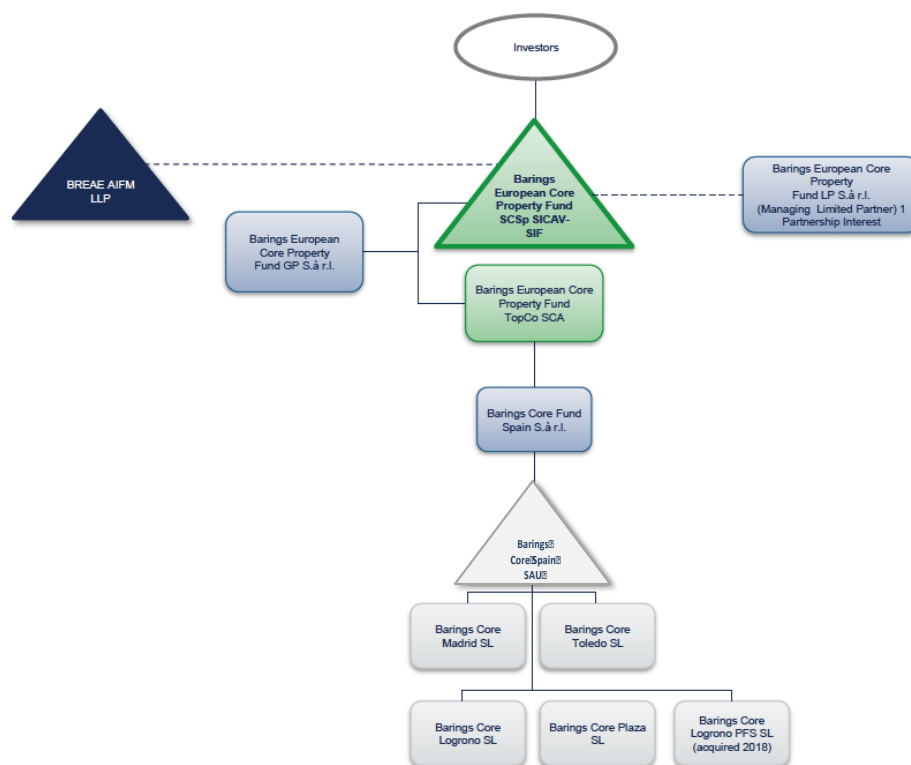 Investors
BREAE AIFM
LLP
Barings
European Core
Property Fund
SCSp SICAV-
SIF
Barings European Core
Property
Fund LP S.à r.l.
(Managing Limited Partner) 1
Partnership Interest
Barings European
Core Property
Fund GP S.à r.l.
Barings European Core
Property Fund
TopCo SCA
Barings Core Fund
Spain S.à r.l.
Barings
Core Spain
SAU
Barings Core
Madrid SL
Barings Core
Toledo SL
Barings Core
Logrono SL
Barings Core Plaza
SL
Barings Core
Logrono PFS SL
(acquired 2018)